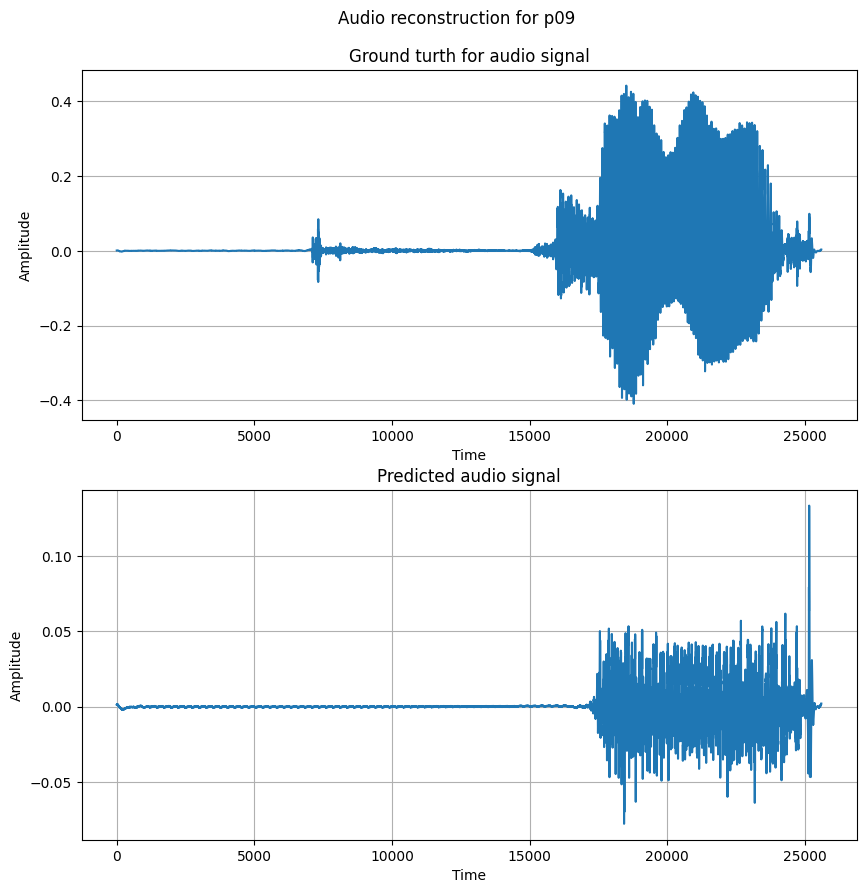 Audio reconstruction for p09
Ground turth for audio signal
0.4
0.2
0.0
−0.2
−0.4
Amplitude
0 5000 10000 15000 20000 25000
Time
Predicted audio signal
0.10
0.05
0.00
−0.05
Amplitude
0 5000 10000 15000 20000 25000
Time